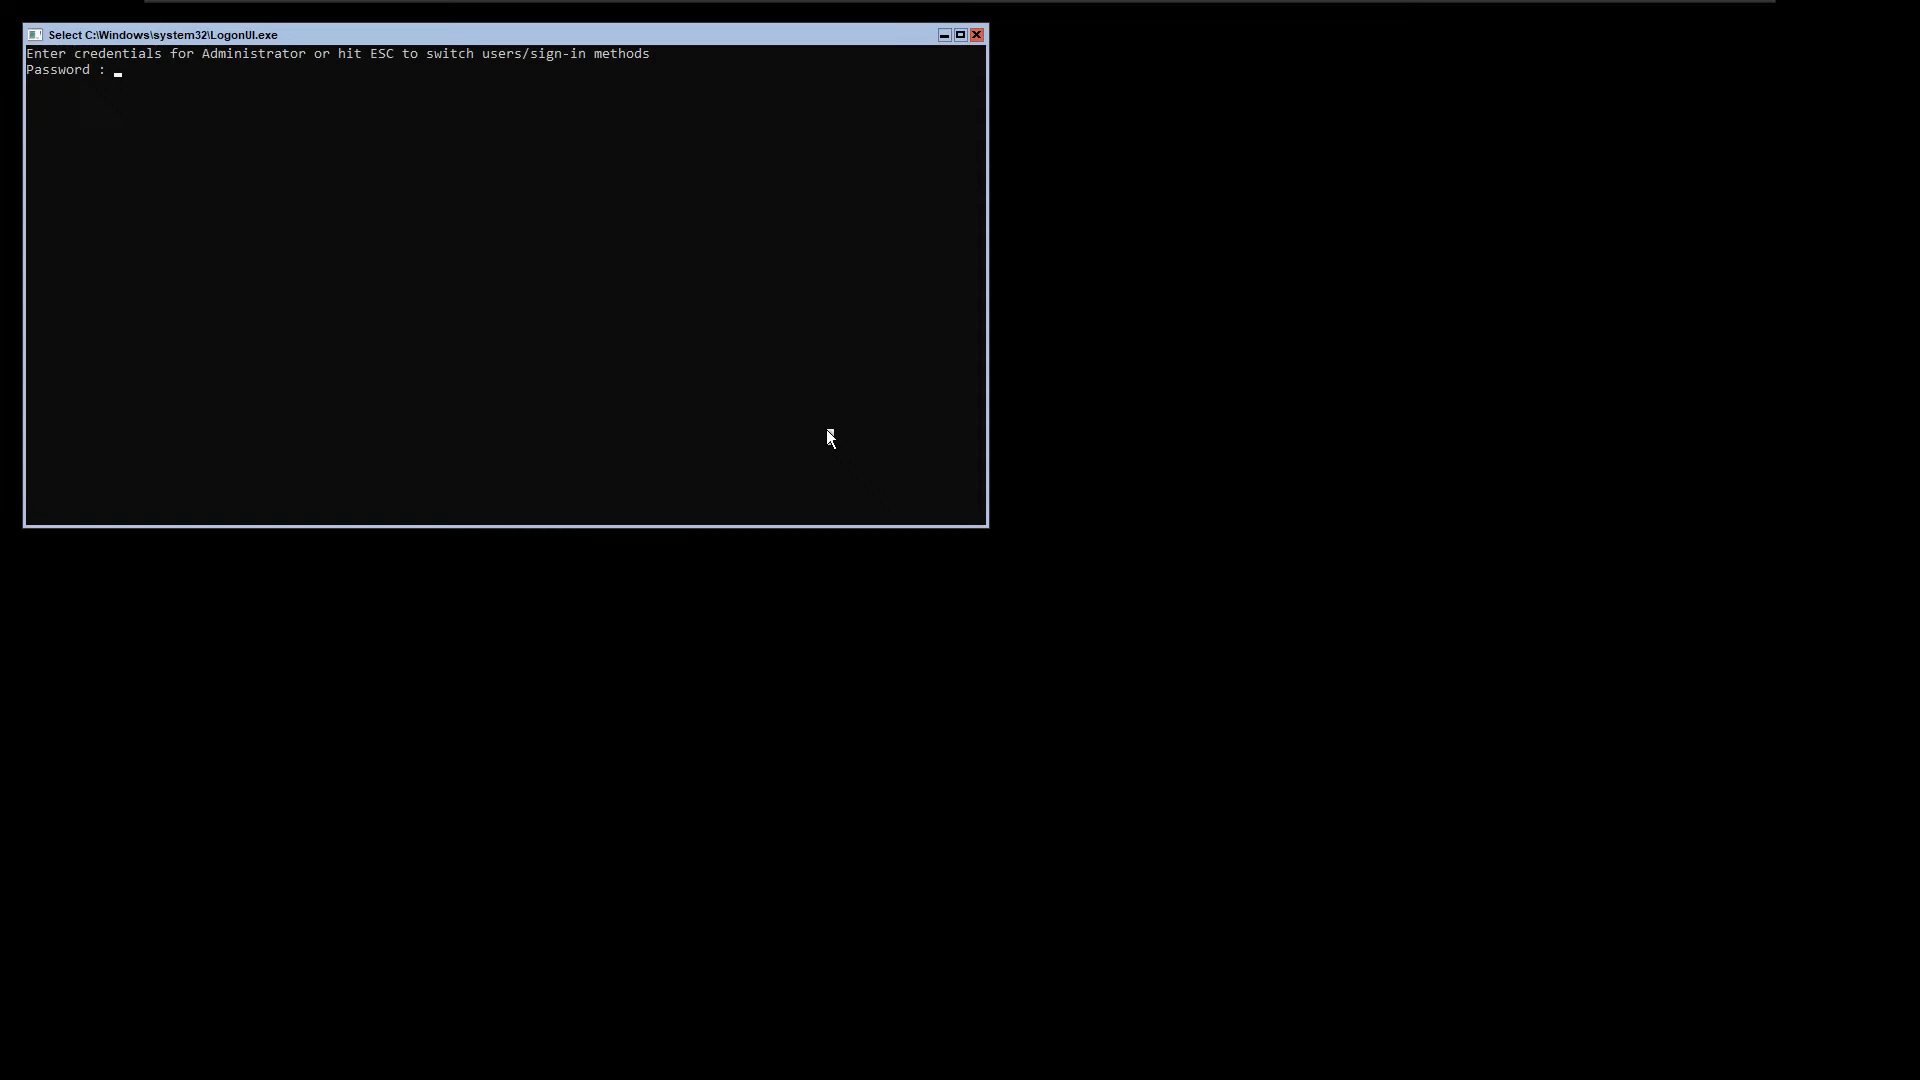 Select C:\Windows\system32\LogonUI.exe
Enter credentials for Administrator or hit ESC to switch users/sign-in methods
Password :